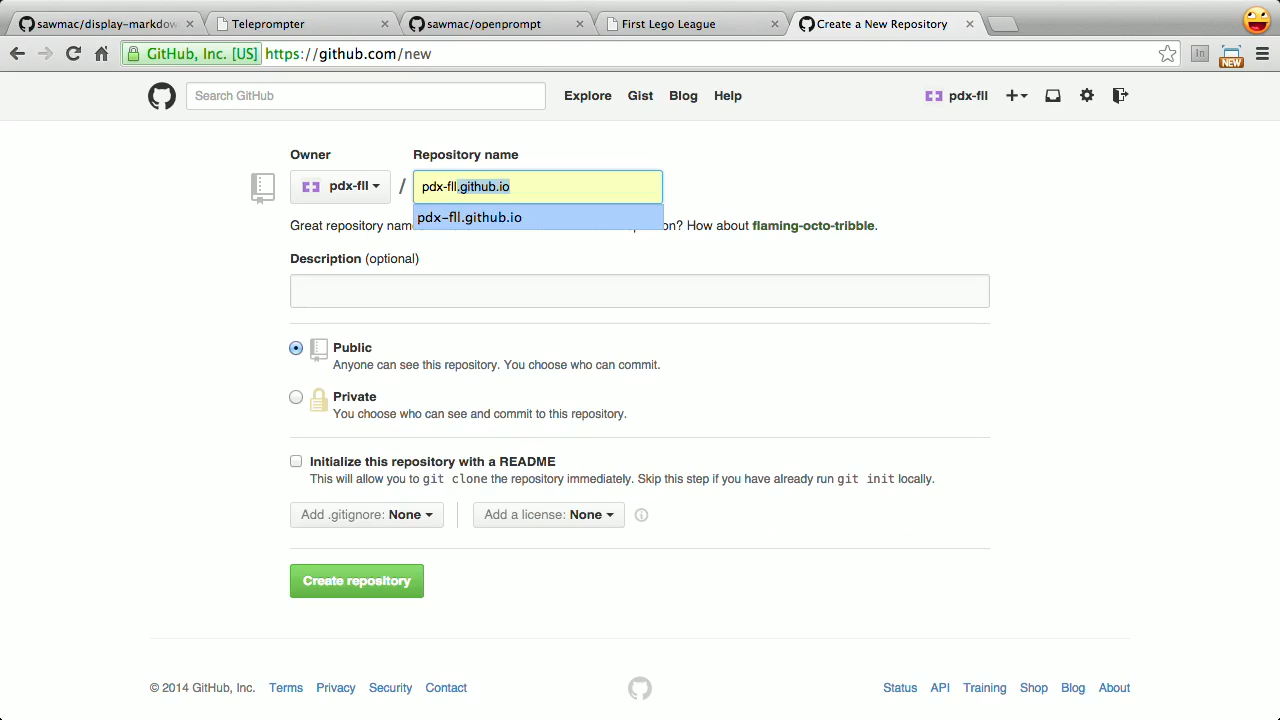 sawmac/display-markdow
Teleprompter
sawmac/openprompt
First Lego League
Create a New Repository
GitHub, Inc. [US] https://github.com/new
In
NEW
Search GitHub
Explore Gist Blog Help
pdx-fll
Owner
Repository name
pdx-fll
/
pdx-fll.github.io
pdx-fll.github.io
Great repository nam on? How about flaming-octo-tribble.
Description (optional)
Public
Anyone can see this repository. You choose who can commit.
Private
You choose who can see and commit to this repository.
Initialize this repository with a README
This will allow you to git clone the repository immediately. Skip this step if you have already run git init locally.
Add .gitignore: None
Add a license: None
Create repository
© 2014 GitHub, Inc. Terms Privacy Security Contact
Status API Training Shop Blog About